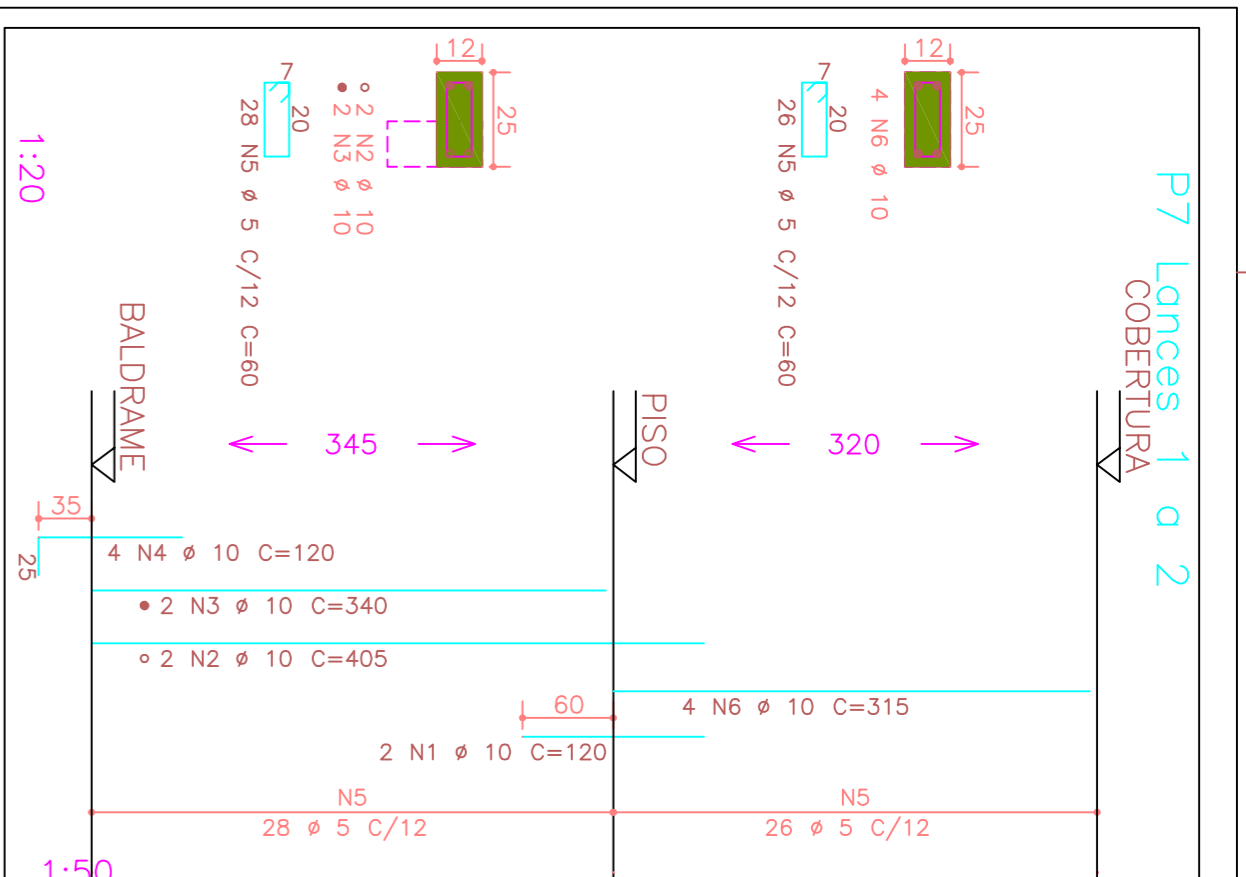 P7 Lances 1 a 2
COBERTURA
12
25
4 N6 ø 10
7
20
26 N5 ø 5 C/12 C=60
320
PISO
12
25
2 N2 ø 10
2 N3 ø 10
7
20
28 N5 ø 5 C/12 C=60
345
BALDRAME
1:20
35
25
4 N4 ø 10 C=120
2 N3 ø 10 C=340
2 N2 ø 10 C=405
4 N6 ø 10 C=315
60
2 N1 ø 10 C=120
N5
28 ø 5 C/12
N5
26 ø 5 C/12
1:50